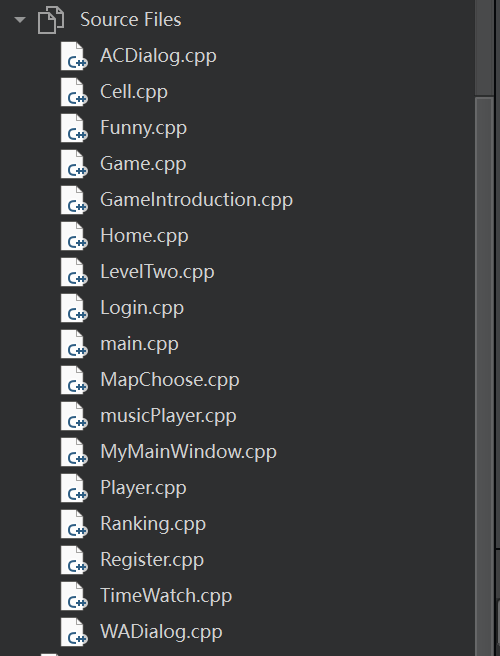 Source Files
ACDialog.cpp
Cell.cpp
Funny.cpp
Game.cpp
GameIntroduction.cpp
Home.cpp
LevelTwo.cpp
Login.cpp
main.cpp
MapChoose.cpp
musicPlayer.cpp
MyMainWindow.cpp
Player.cpp
Ranking.cpp
Register.cpp
TimeWatch.cpp
WADialog.cpp